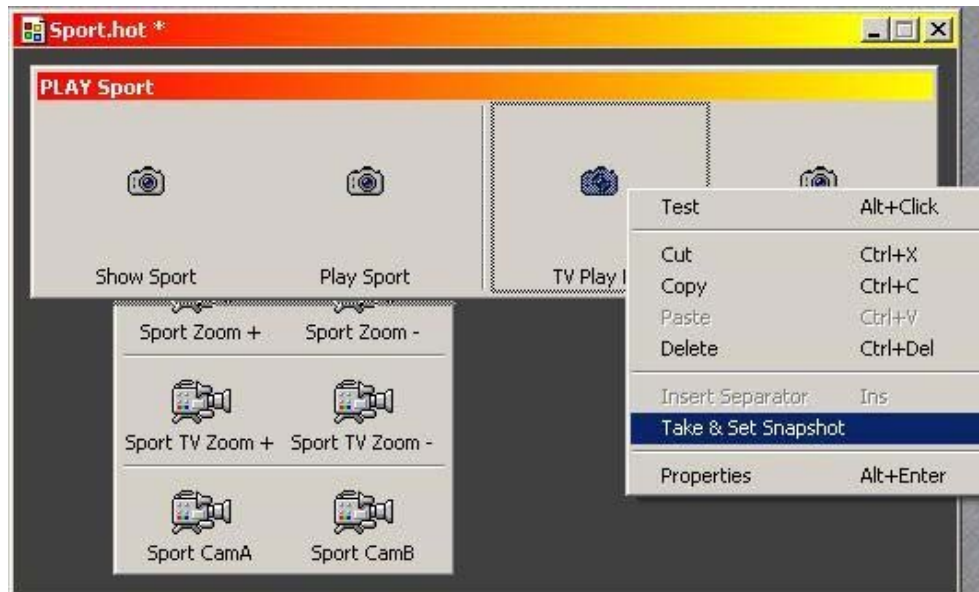 Sport.hot *
PLAY Sport
Show Sport
Play Sport
TV Play
Test Alt+Click
Cut Ctrl+X
Copy Ctrl+C
Paste Ctrl+V
Delete Ctrl+Del
Insert Separator Ins
Take & Set Snapshot
Properties Alt+Enter
Sport Zoom + Sport Zoom -
Sport TV Zoom + Sport TV Zoom -
Sport CamA Sport CamB